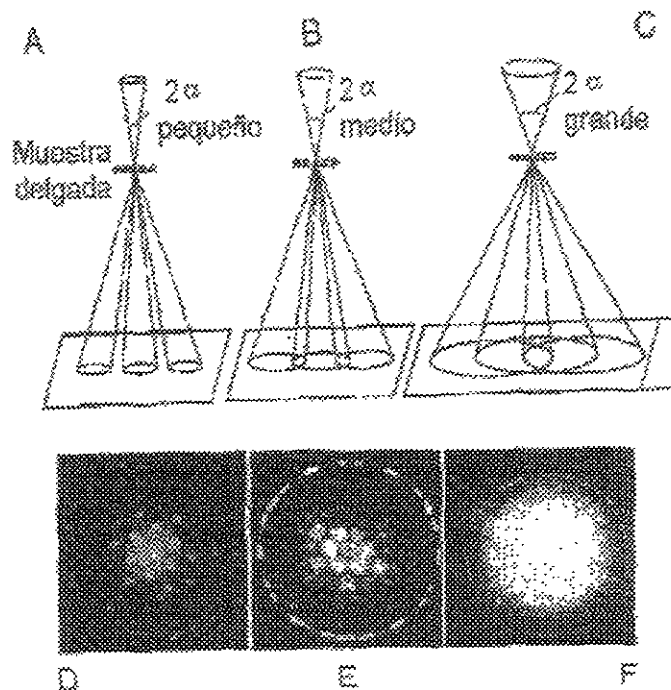 A B C
2α pequeño
2α medio
2α grande
Muestra delgada
D E F